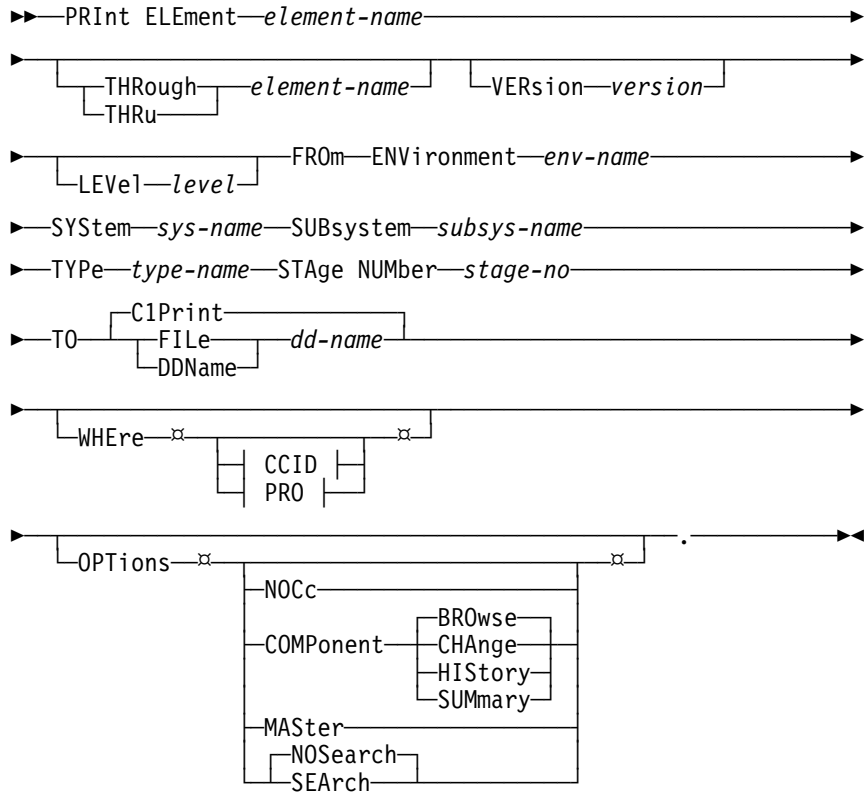 PRInt ELEment element-name
THRough element-name VERsion version
THRu
FROm ENVironment env-name
LEVel level
SYStem sys-name SUBsystem subsys-name
TYPe type-name STAge NUMber stage-no
C1Print
TO FILe dd-name
DDName
WHEre ¤ ¤
CCID
PRO
.
OPTions ¤ ¤
NOCc
BROwse
COMPonent CHAnge
HIStory
SUMmary
MASter
NOSearch
SEArch